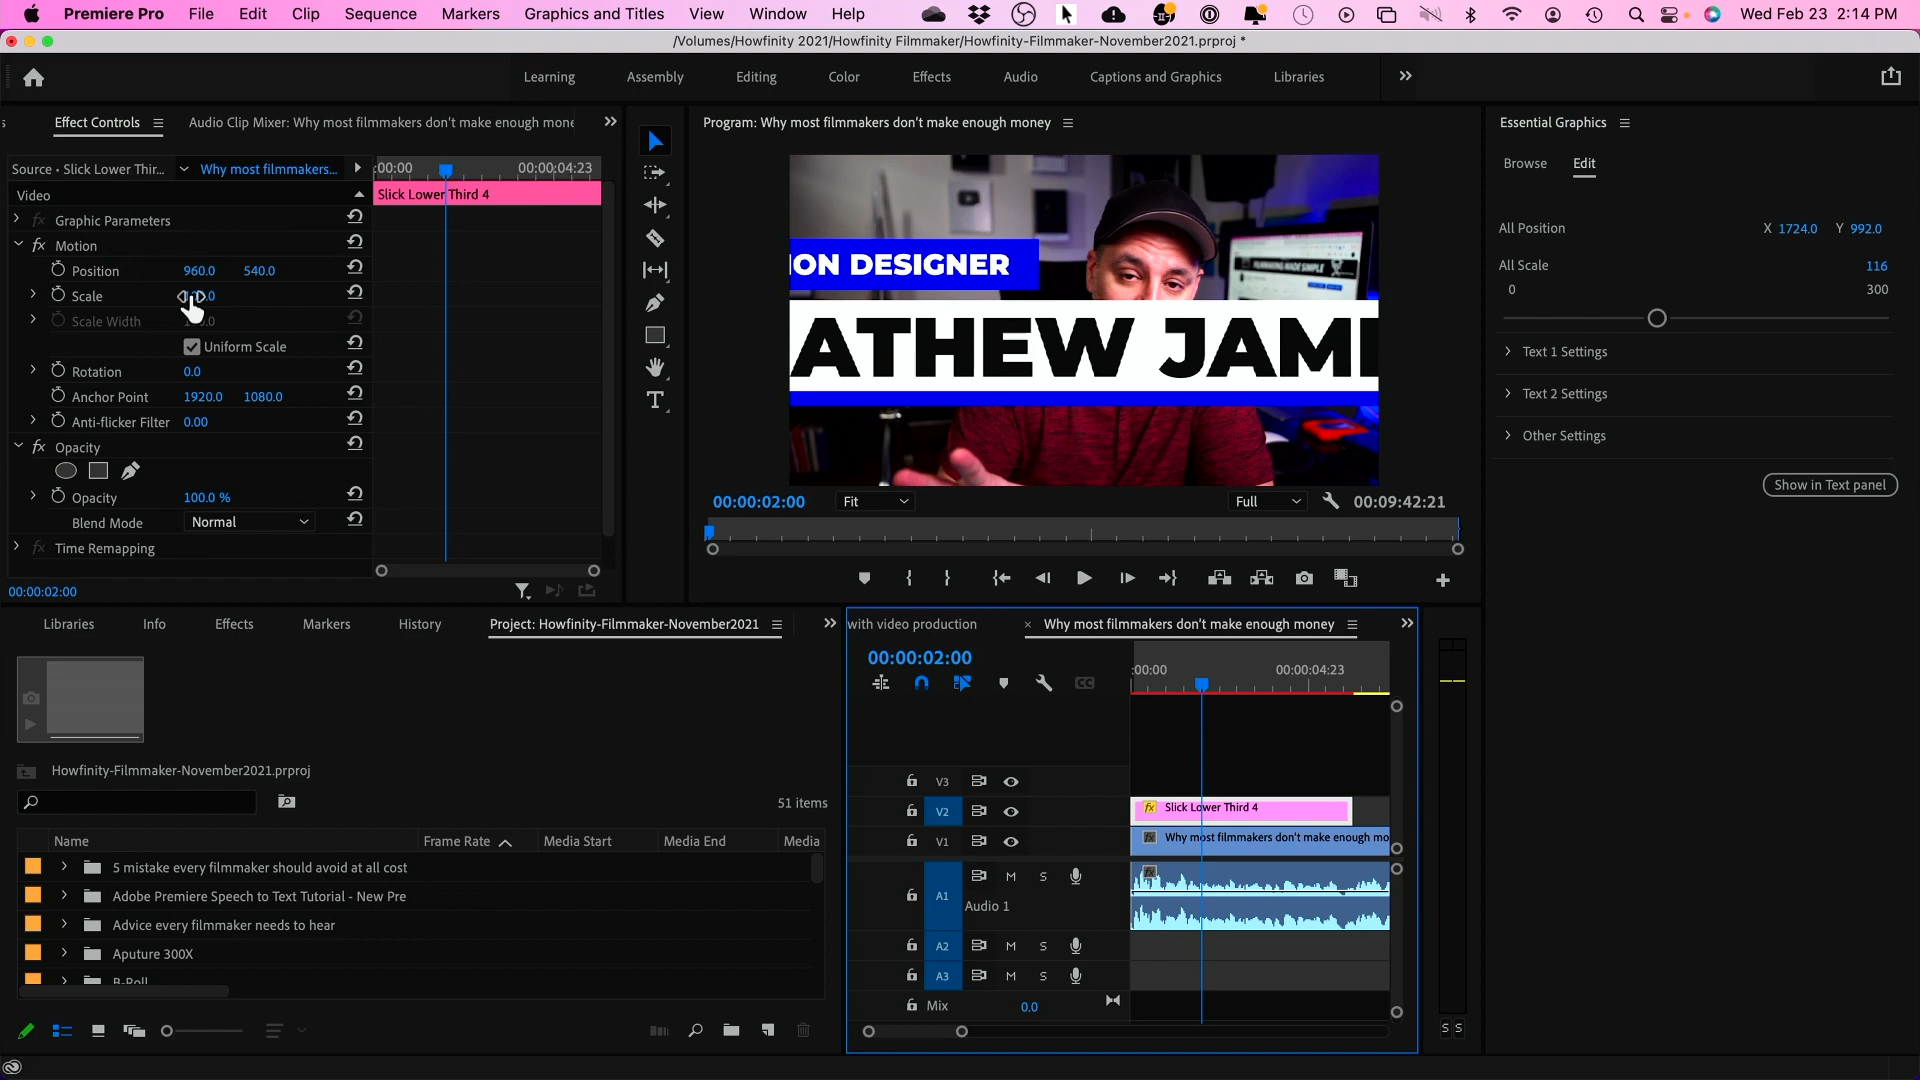 Premiere Pro File Edit Clip Sequence Markers Graphics and Titles View Window Help Wed Feb 23 2:14 PM
/Volumes/Howfinity 2021/Howfinity Filmmaker/Howfinity-Filmmaker-November2021.prproj *
Learning Assembly Editing Color Effects Audio Captions and Graphics Libraries
s Effect Controls Audio Clip Mixer: Why most filmmakers don't make enough mone
Program: Why most filmmakers don't make enough money
Essential Graphics
Browse Edit
Source • Slick Lower Thir... Why most filmmakers... :00:00 00:00:04:23
Video
Slick Lower Third 4
Graphic Parameters
Motion
Position 960.0 540.0
Scale
Scale Width
Uniform Scale
Rotation 0.0
Anchor Point 1920.0 1080.0
Anti-flicker Filter 0.00
Opacity
Opacity 100.0 %
Blend Mode Normal
Time Remapping
00:00:02:00
ION DESIGNER
ATHEW JAMI
00:00:02:00 Fit Full 00:09:42:21
All Position X 1724.0 Y 992.0
All Scale 116
0 300
Text 1 Settings
Text 2 Settings
Other Settings
Show in Text panel
Libraries Info Effects Markers History Project: Howfinity-Filmmaker-November2021
Howfinity-Filmmaker-November2021.prproj
51 items
Name Frame Rate Media Start Media End Media
5 mistake every filmmaker should avoid at all cost
Adobe Premiere Speech to Text Tutorial - New Pre
Advice every filmmaker needs to hear
Aputure 300X
B-Roll
with video production × Why most filmmakers don't make enough money
00:00:02:00
:00:00 00:00:04:23
CC
V3
V2 fx Slick Lower Third 4
V1 fx Why most filmmakers don't make enough mo
A1 M S
Audio 1
A2 M S
A3 M S
Mix 0.0
S S